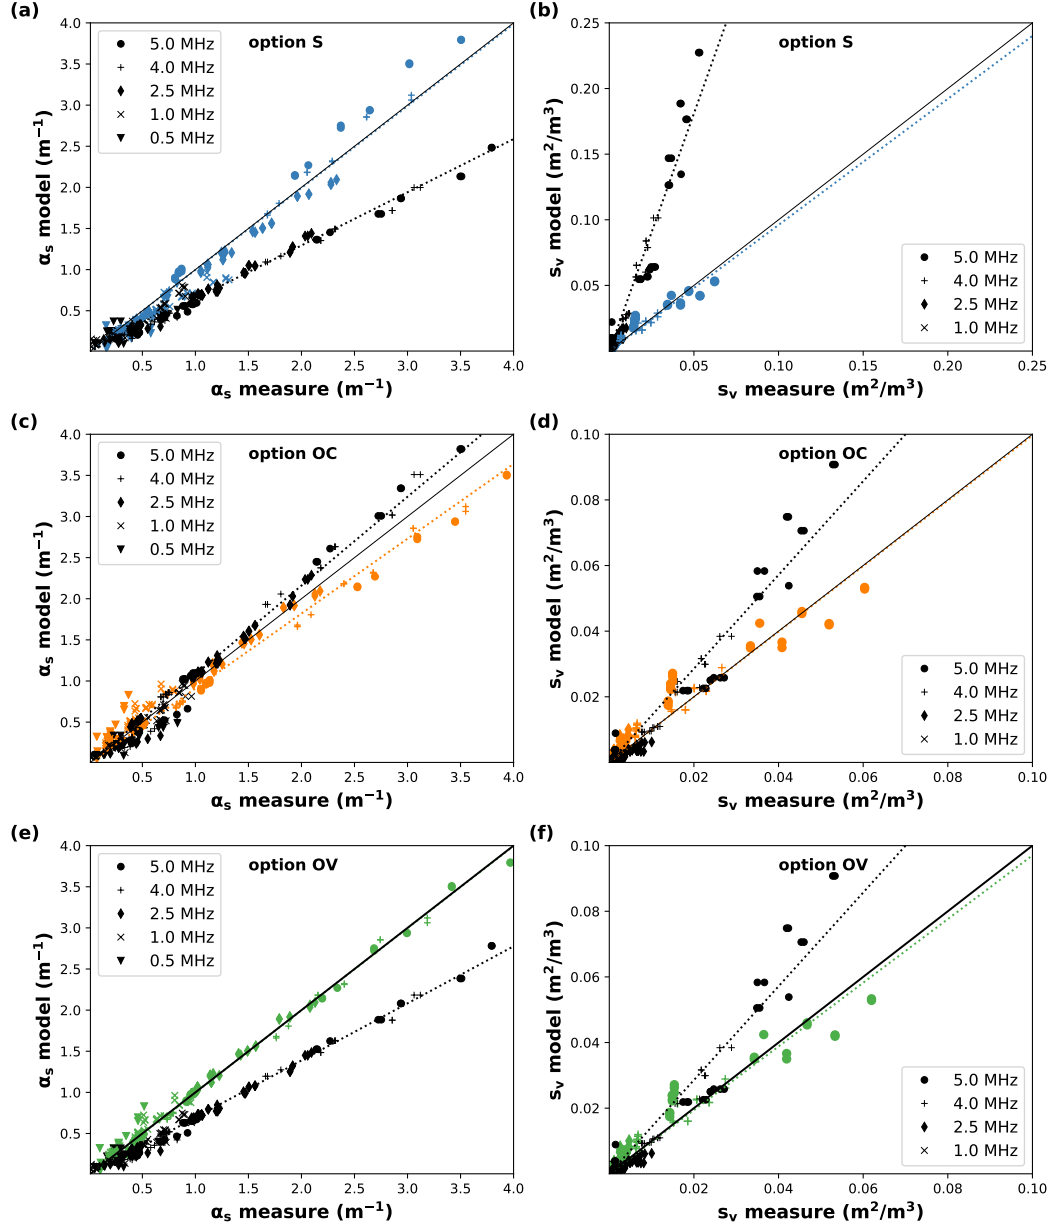 (a)
option S
5.0 MHz
4.0 MHz
2.5 MHz
1.0 MHz
0.5 MHz
4.0
3.5
3.0
2.5
2.0
1.5
1.0
0.5
αs model (m−1)
0.5 1.0 1.5 2.0 2.5 3.0 3.5 4.0
αs measure (m−1)
(b)
option S
0.25
0.20
0.15
0.10
0.05
sv model (m2/m3)
5.0 MHz
4.0 MHz
2.5 MHz
1.0 MHz
0.05 0.10 0.15 0.20 0.25
sv measure (m2/m3)
(c)
option OC
5.0 MHz
4.0 MHz
2.5 MHz
1.0 MHz
0.5 MHz
4.0
3.5
3.0
2.5
2.0
1.5
1.0
0.5
αs model (m−1)
0.5 1.0 1.5 2.0 2.5 3.0 3.5 4.0
αs measure (m−1)
(d)
option OC
0.10
0.08
0.06
0.04
0.02
sv model (m2/m3)
5.0 MHz
4.0 MHz
2.5 MHz
1.0 MHz
0.02 0.04 0.06 0.08 0.10
sv measure (m2/m3)
(e)
option OV
5.0 MHz
4.0 MHz
2.5 MHz
1.0 MHz
0.5 MHz
4.0
3.5
3.0
2.5
2.0
1.5
1.0
0.5
αs model (m−1)
0.5 1.0 1.5 2.0 2.5 3.0 3.5 4.0
αs measure (m−1)
(f)
option OV
0.10
0.08
0.06
0.04
0.02
sv model (m2/m3)
5.0 MHz
4.0 MHz
2.5 MHz
1.0 MHz
0.02 0.04 0.06 0.08 0.10
sv measure (m2/m3)